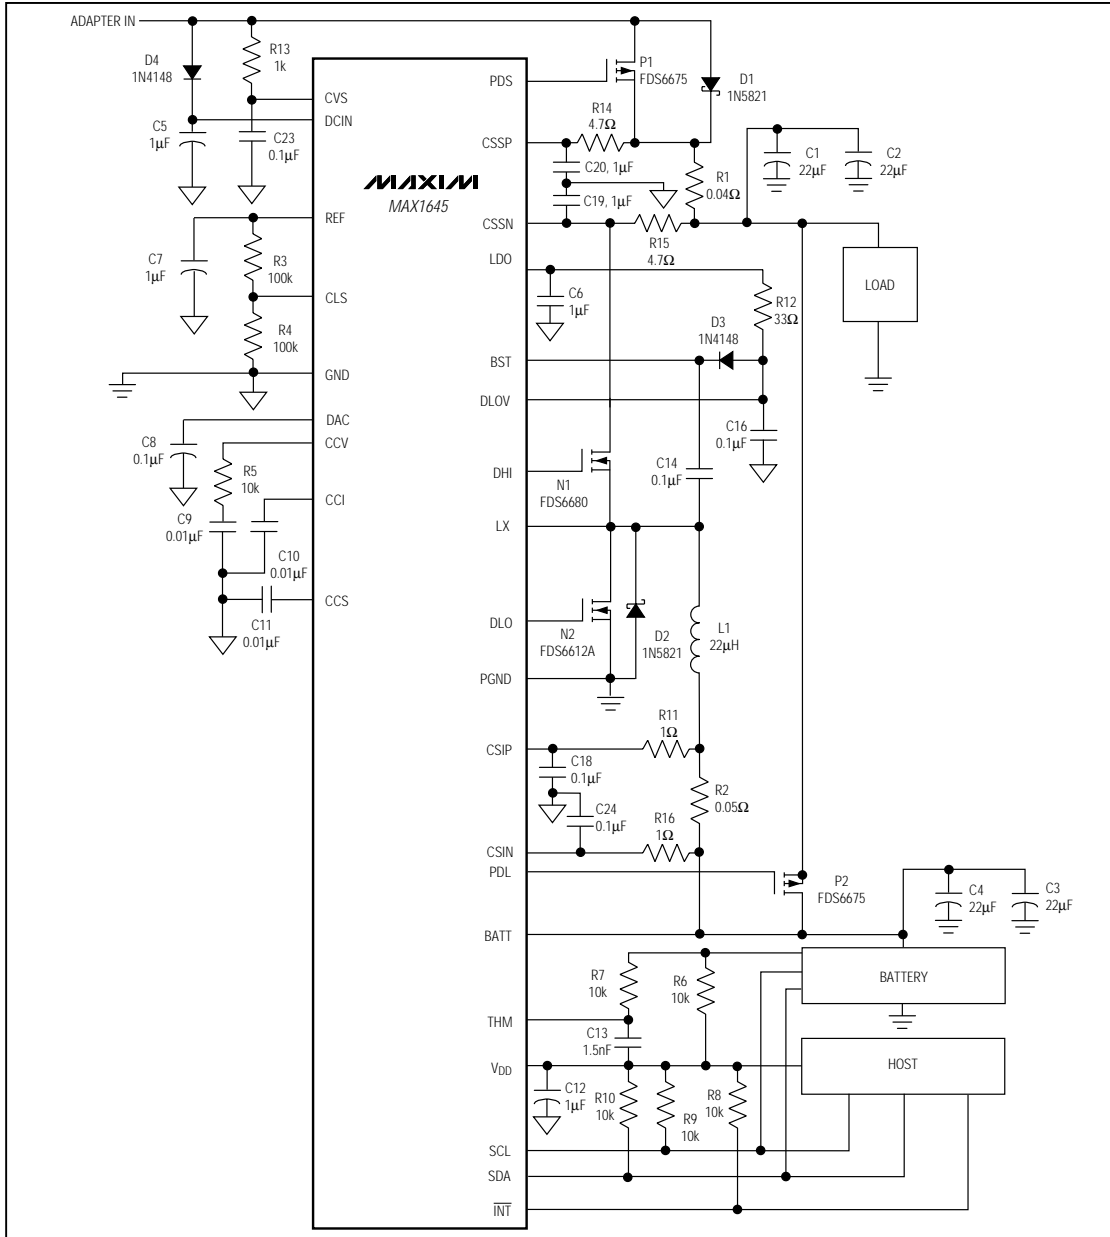 ADAPTER IN
D4
1N4148
R13
1k
C5
1µF
C23
0.1µF
CVS
DCIN
MAXIM
MAX1645
PDS
P1
FDS6675
D1
1N5821
R14
4.7Ω
CSSP
C20, 1µF
C19, 1µF
R1
0.04Ω
C1
22µF
C2
22µF
CSSN
R15
4.7Ω
LOAD
REF
C7
1µF
R3
100k
CLS
R4
100k
GND
LDO
C6
1µF
R12
33Ω
D3
1N4148
BST
DLOV
C16
0.1µF
DAC
C8
0.1µF
CCV
R5
10k
CCI
C9
0.01µF
C10
0.01µF
CCS
C11
0.01µF
DHI
N1
FDS6680
C14
0.1µF
LX
DLO
N2
FDS6612A
D2
1N5821
L1
22µH
PGND
R11
1Ω
CSIP
C18
0.1µF
C24
0.1µF
R2
0.05Ω
R16
1Ω
CSIN
PDL
P2
FDS6675
C4
22µF
C3
22µF
BATT
R7
10k
R6
10k
BATTERY
THM
C13
1.5nF
HOST
VDD
C12
1µF
R10
10k
R9
10k
R8
10k
SCL
SDA
INT